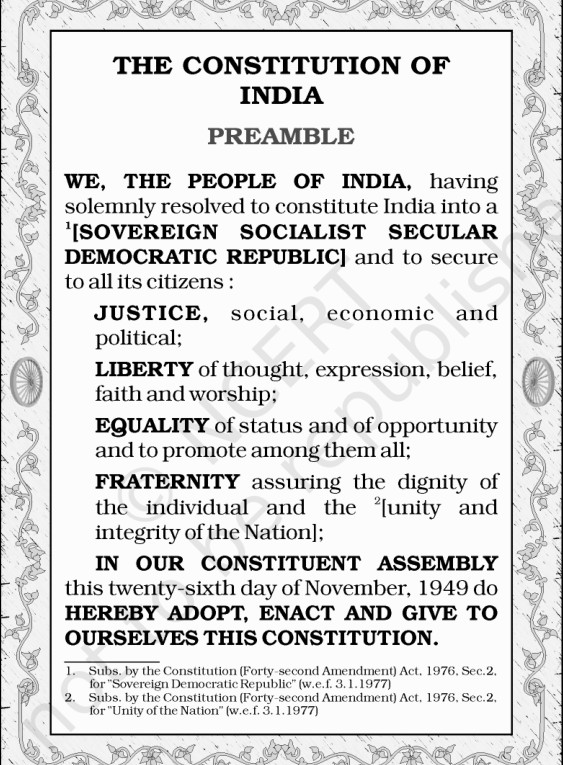 THE CONSTITUTION OF
INDIA
PREAMBLE
WE, THE PEOPLE OF INDIA, having
solemnly resolved to constitute India into a
¹[SOVEREIGN SOCIALIST SECULAR
DEMOCRATIC REPUBLIC] and to secure
to all its citizens :
JUSTICE, social, economic and
political;
LIBERTY of thought, expression, belief,
faith and worship;
EQUALITY of status and of opportunity
and to promote among them all;
FRATERNITY assuring the dignity of
the individual and the ²[unity and
integrity of the Nation];
IN OUR CONSTITUENT ASSEMBLY
this twenty-sixth day of November, 1949 do
HEREBY ADOPT, ENACT AND GIVE TO
OURSELVES THIS CONSTITUTION.
1. Subs. by the Constitution (Forty-second Amendment) Act, 1976, Sec.2,
for "Sovereign Democratic Republic" (w.e.f. 3.1.1977)
2. Subs. by the Constitution (Forty-second Amendment) Act, 1976, Sec.2,
for "Unity of the Nation" (w.e.f. 3.1.1977)
© NCERT
not to be republishe